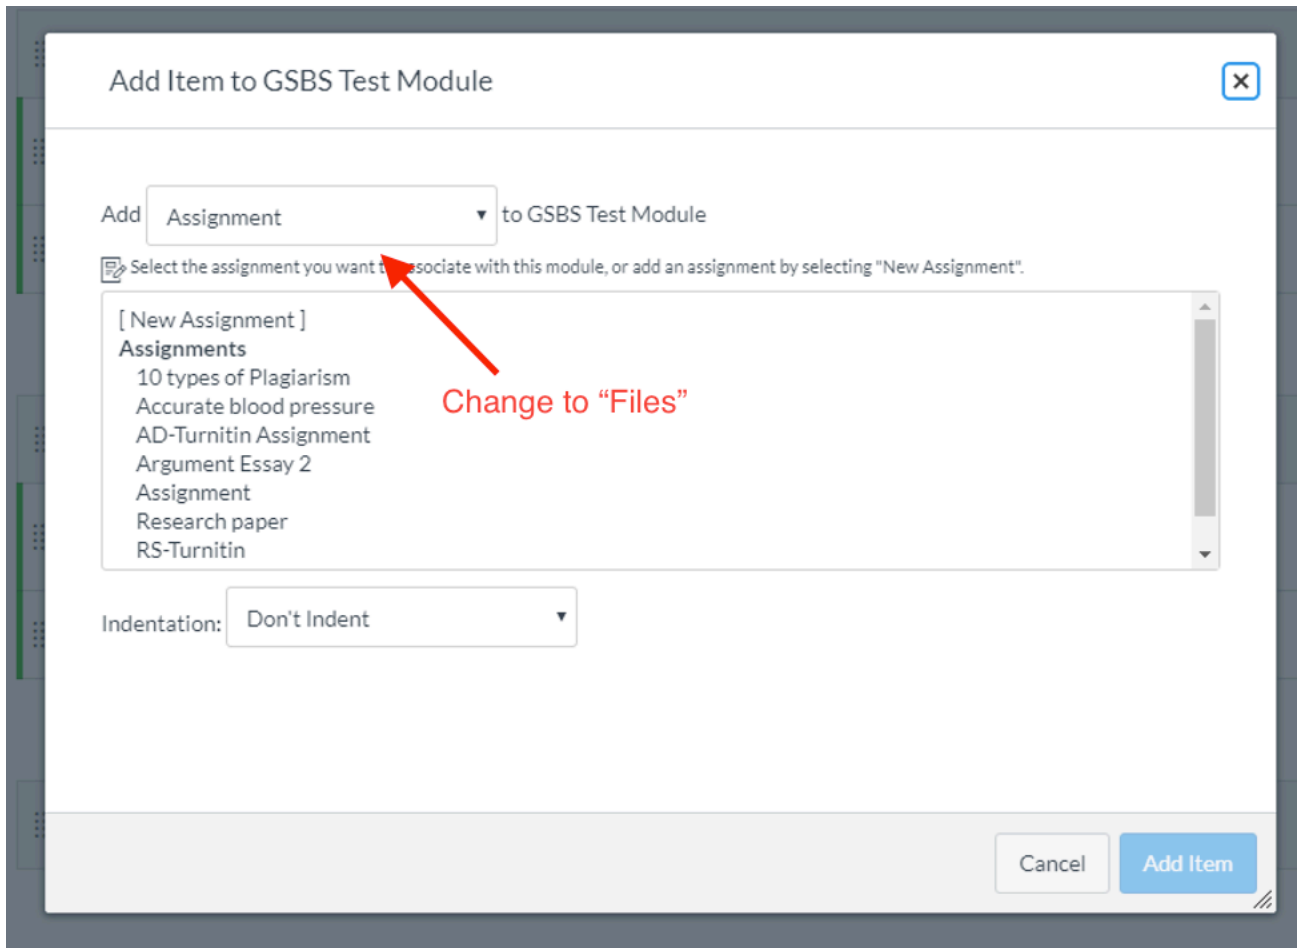 Add Item to GSBS Test Module
Add Assignment to GSBS Test Module
Select the assignment you want t associate with this module, or add an assignment by selecting "New Assignment".
[ New Assignment ]
Assignments
10 types of Plagiarism
Accurate blood pressure
Change to “Files”
AD-Turnitin Assignment
Argument Essay 2
Assignment
Research paper
RS-Turnitin
Indentation: Don't Indent
Cancel Add Item